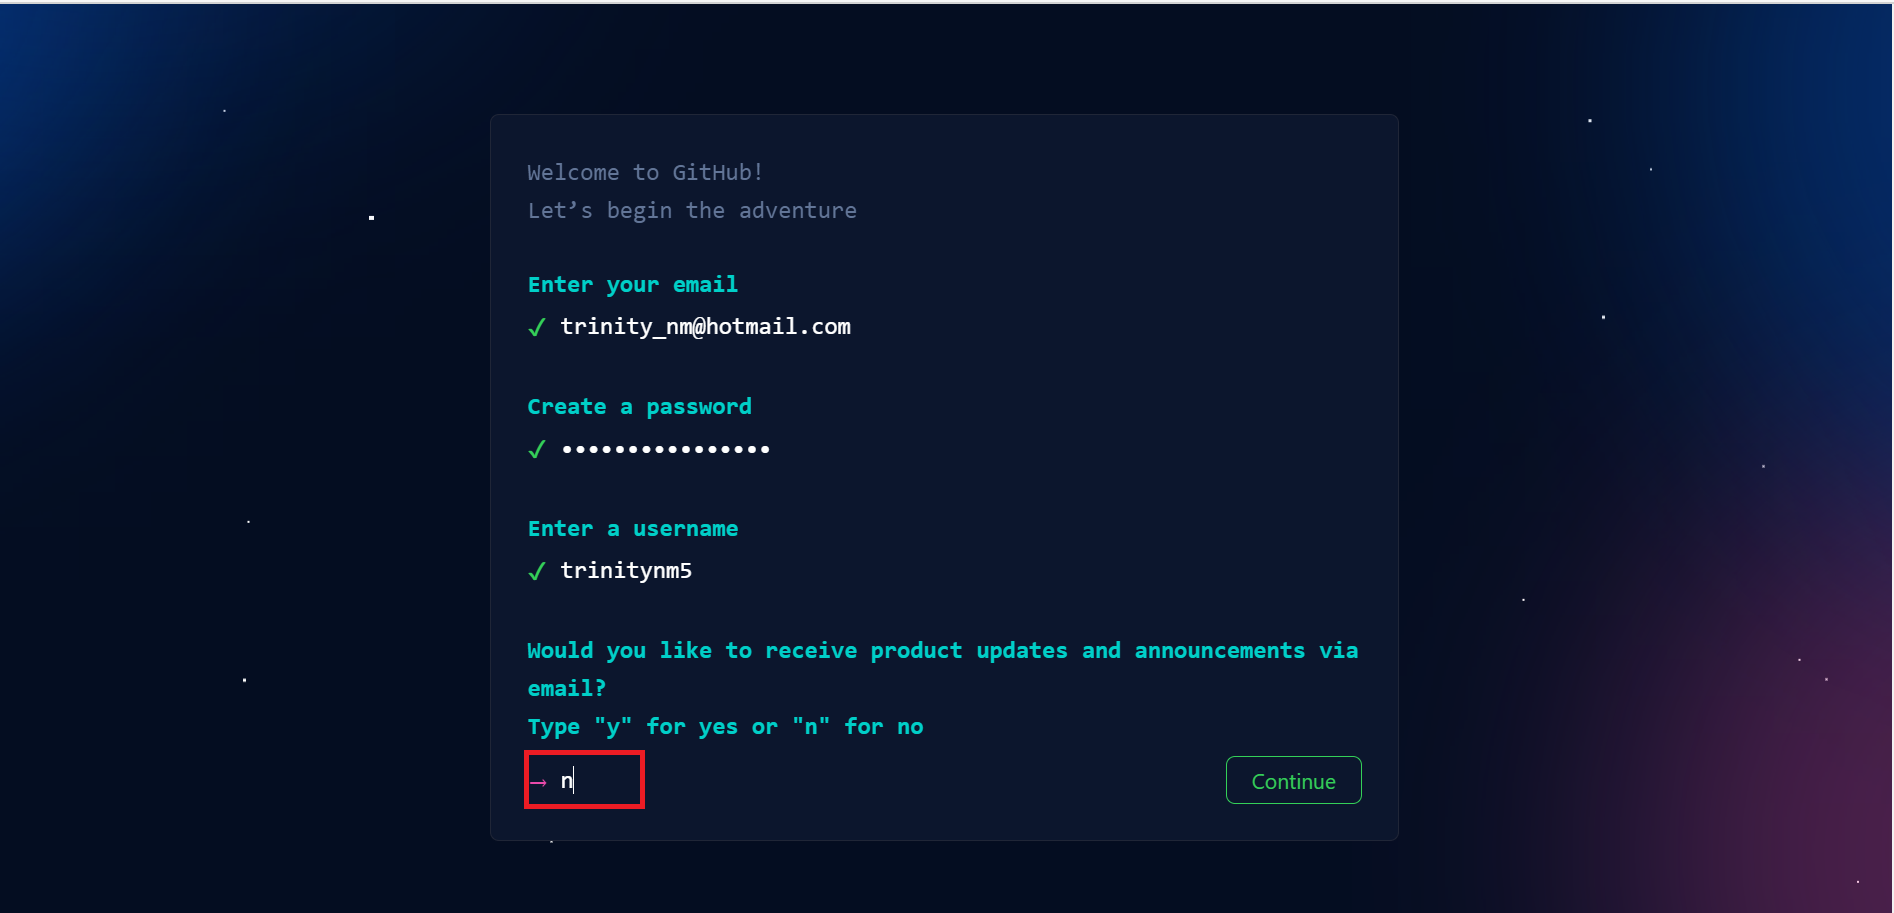 Welcome to GitHub!
Let’s begin the adventure
Enter your email
✓ trinity_nm@hotmail.com
Create a password
✓ ••••••••••••••••
Enter a username
✓ trinitynm5
Would you like to receive product updates and announcements via
email?
Type "y" for yes or "n" for no
→ n
Continue